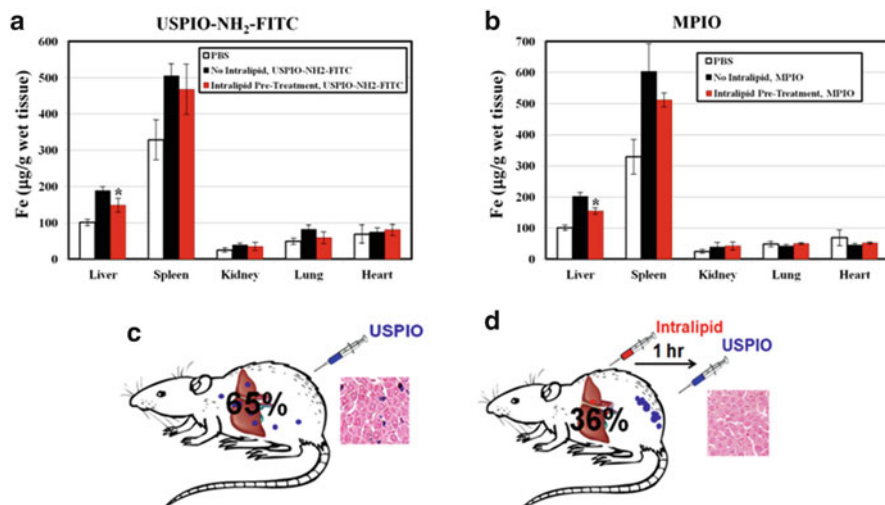 a
USPIO-NH₂-FITC
Fe (µg/g wet tissue)
600
500
400
300
200
100
0
PBS
No Intralipid, USPIO-NH2-FITC
Intralipid Pre-Treatment, USPIO-NH2-FITC
*
Liver Spleen Kidney Lung Heart
b
MPIO
Fe (µg/g wet tissue)
700
600
500
400
300
200
100
0
PBS
No Intralipid, MPIO
Intralipid Pre-Treatment, MPIO
*
Liver Spleen Kidney Lung Heart
c
USPIO
65%
d
Intralipid
1 hr
USPIO
36%